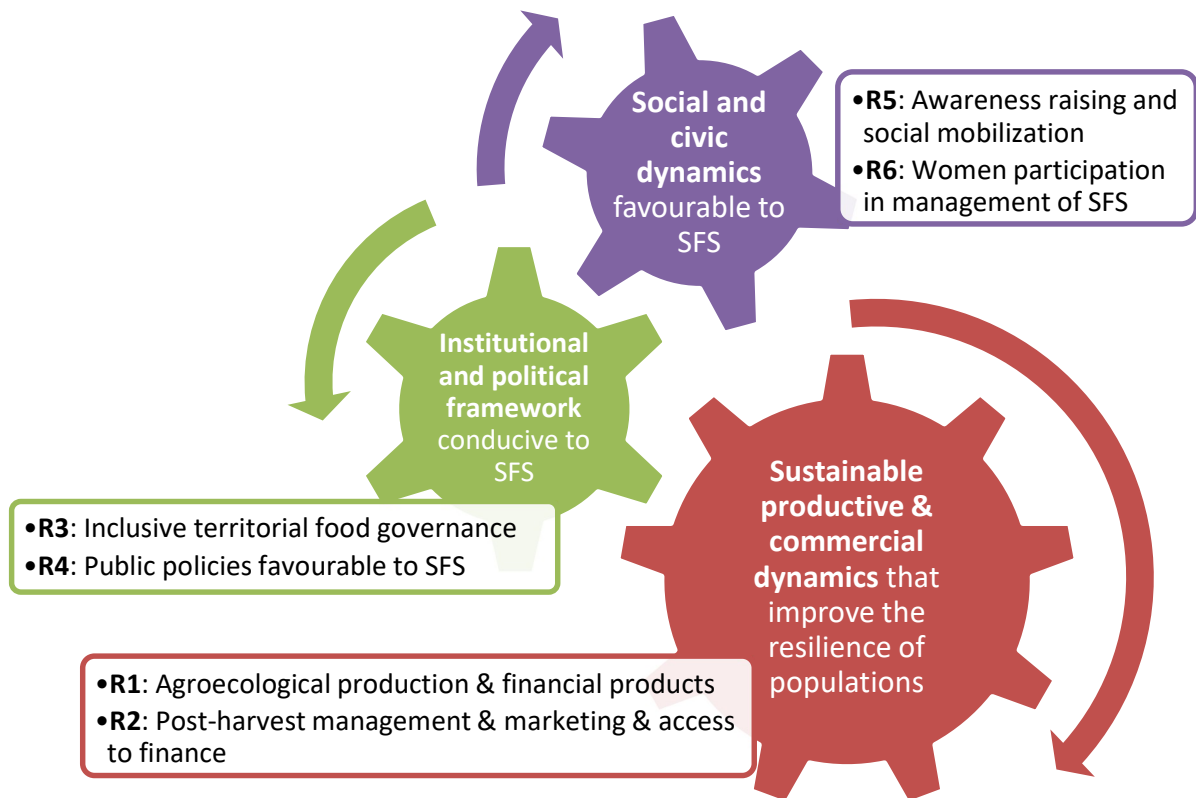 Social and
civic
dynamics
favourable to
SFS
•R5: Awareness raising and
social mobilization
•R6: Women participation
in management of SFS
Institutional
and political
framework
conducive to
SFS
•R3: Inclusive territorial food governance
•R4: Public policies favourable to SFS
Sustainable
productive &
commercial
dynamics that
improve the
resilience of
populations
•R1: Agroecological production & financial products
•R2: Post-harvest management & marketing & access
to finance